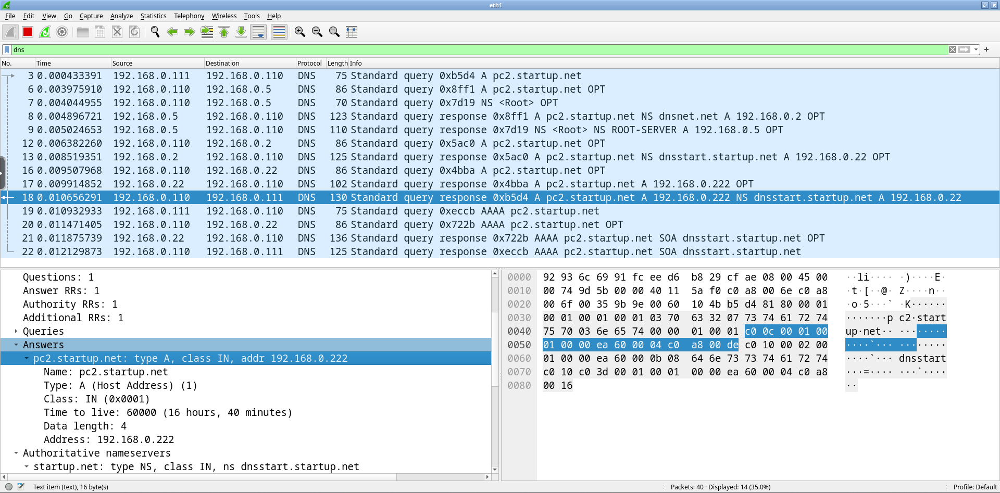 eth1
File Edit View Go Capture Analyze Statistics Telephony Wireless Tools Help
dns
No. Time Source Destination Protocol Length Info
3 0.000433391 192.168.0.111 192.168.0.110 DNS 75 Standard query 0xb5d4 A pc2.startup.net
6 0.003975910 192.168.0.110 192.168.0.5 DNS 86 Standard query 0x8ff1 A pc2.startup.net OPT
7 0.004044955 192.168.0.110 192.168.0.5 DNS 70 Standard query 0x7d19 NS <Root> OPT
8 0.004896721 192.168.0.5 192.168.0.110 DNS 123 Standard query response 0x8ff1 A pc2.startup.net NS dnsnet.net A 192.168.0.2 OPT
9 0.005024653 192.168.0.5 192.168.0.110 DNS 110 Standard query response 0x7d19 NS <Root> NS ROOT-SERVER A 192.168.0.5 OPT
12 0.006382260 192.168.0.110 192.168.0.2 DNS 86 Standard query 0x5ac0 A pc2.startup.net OPT
13 0.008519351 192.168.0.2 192.168.0.110 DNS 125 Standard query response 0x5ac0 A pc2.startup.net NS dnsstart.startup.net A 192.168.0.22 OPT
16 0.009507968 192.168.0.110 192.168.0.22 DNS 86 Standard query 0x4bba A pc2.startup.net OPT
17 0.009914852 192.168.0.22 192.168.0.110 DNS 102 Standard query response 0x4bba A pc2.startup.net A 192.168.0.222 OPT
18 0.010656291 192.168.0.110 192.168.0.111 DNS 130 Standard query response 0xb5d4 A pc2.startup.net A 192.168.0.222 NS dnsstart.startup.net A 192.168.0.22
19 0.010932933 192.168.0.111 192.168.0.110 DNS 75 Standard query 0xeccb AAAA pc2.startup.net
20 0.011471405 192.168.0.110 192.168.0.22 DNS 86 Standard query 0x722b AAAA pc2.startup.net OPT
21 0.011875739 192.168.0.22 192.168.0.110 DNS 136 Standard query response 0x722b AAAA pc2.startup.net SOA dnsstart.startup.net OPT
22 0.012129873 192.168.0.110 192.168.0.111 DNS 125 Standard query response 0xeccb AAAA pc2.startup.net SOA dnsstart.startup.net
Questions: 1
Answer RRs: 1
Authority RRs: 1
Additional RRs: 1
Queries
Answers
pc2.startup.net: type A, class IN, addr 192.168.0.222
Name: pc2.startup.net
Type: A (Host Address) (1)
Class: IN (0x0001)
Time to live: 60000 (16 hours, 40 minutes)
Data length: 4
Address: 192.168.0.222
Authoritative nameservers
startup.net: type NS, class IN, ns dnsstart.startup.net
0000 92 93 6c 69 91 fc ee d6 b8 29 cf ae 08 00 45 00 ··li···· ·)····E·
0010 00 74 9d 5b 00 00 40 11 5a f0 c0 a8 00 6e c0 a8 ·t·[··@· Z····n··
0020 00 6f 00 35 9b 9e 00 60 10 4b b5 d4 81 80 00 01 ·o·5···` ·K······
0030 00 01 00 01 00 01 03 70 63 32 07 73 74 61 72 74 ·······p c2·start
0040 75 70 03 6e 65 74 00 00 01 00 01 c0 0c 00 01 00 up·net·· ········
0050 01 00 00 ea 60 00 04 c0 a8 00 de c0 10 00 02 00 ····`··· ········
0060 01 00 00 ea 60 00 0b 08 64 6e 73 73 74 61 72 74 ····`··· dnsstart
0070 c0 10 c0 3d 00 01 00 01 00 00 ea 60 00 04 c0 a8 ···=···· ···`····
0080 00 16 ··
Text item (text), 16 byte(s) Packets: 40 · Displayed: 14 (35.0%) Profile: Default